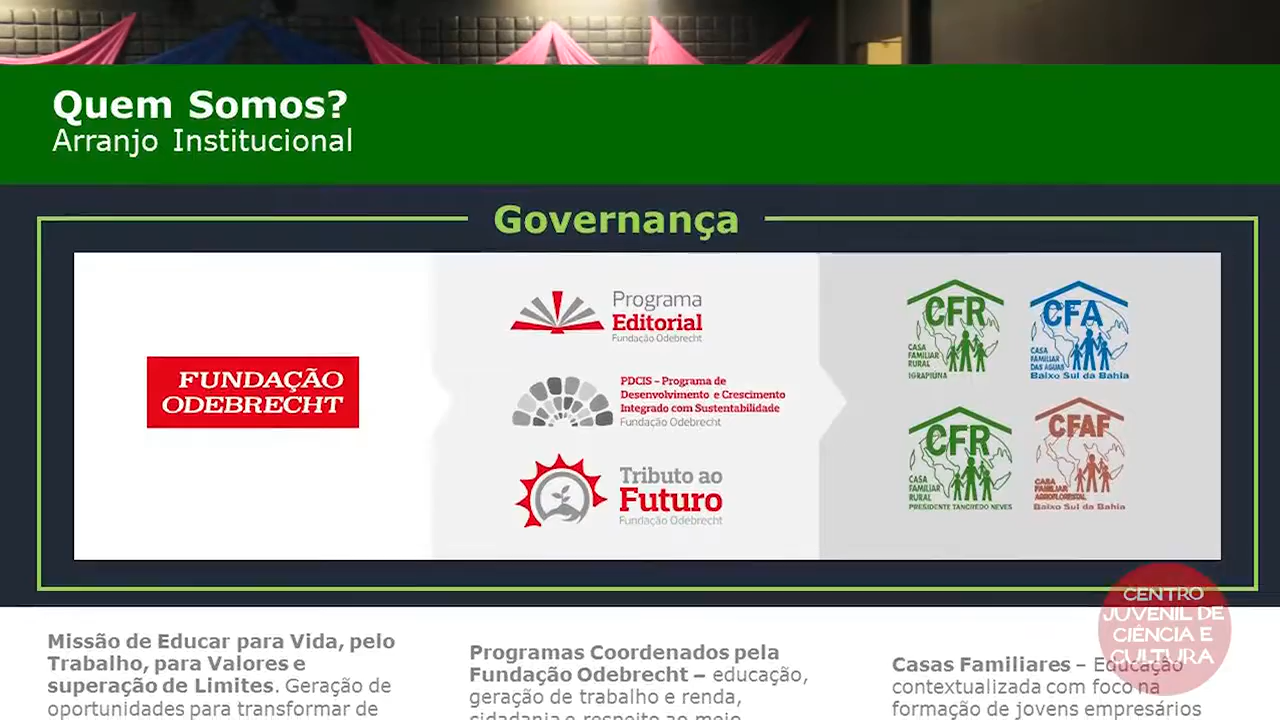 Quem Somos?
Arranjo Institucional
Governança
FUNDAÇÃO
ODEBRECHT
Programa
Editorial
Fundação Odebrecht
PDCIS – Programa de
Desenvolvimento e Crescimento
Integrado com Sustentabilidade
Fundação Odebrecht
Tributo ao
Futuro
Fundação Odebrecht
CFR
CASA
FAMILIAR
RURAL
IGRAPIÚNA
CFA
CASA
FAMILIAR
DAS ÁGUAS
Baixo Sul da Bahia
CFR
CASA
FAMILIAR
RURAL
PRESIDENTE TANCREDO NEVES
CFAF
CASA
FAMILIAR
AGROFLORESTAL
Baixo Sul da Bahia
Missão de Educar para Vida, pelo
Trabalho, para Valores e
superação de Limites. Geração de
oportunidades para transformar de
Programas Coordenados pela
Fundação Odebrecht – educação,
geração de trabalho e renda,
cidadania e respeito ao meio
Casas Familiares – Educação
contextualizada com foco na
formação de jovens empresários
CENTRO
JUVENIL DE
CIÊNCIA E
CULTURA